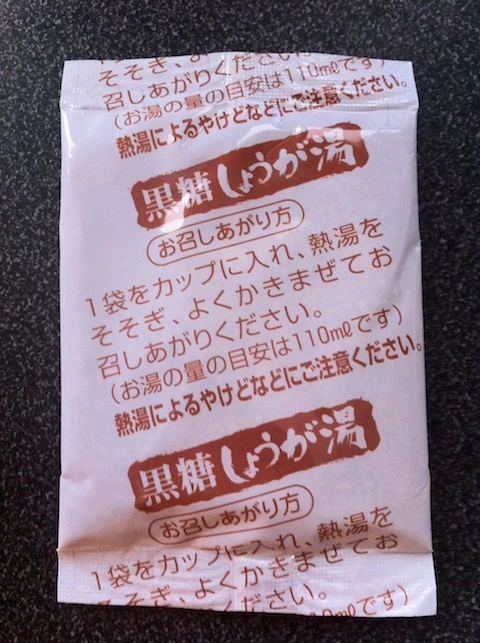 そそぎ、よくかきまぜてお
召しあがりください。
(お湯の量の目安は110mlです)
熱湯によるやけどなどにご注意ください。
黒糖しょうが湯
お召しあがり方
1袋をカップに入れ、熱湯を
そそぎ、よくかきまぜてお
召しあがりください。
(お湯の量の目安は110mlです)
熱湯によるやけどなどにご注意ください。
黒糖しょうが湯
お召しあがり方
1袋をカップに入れ、熱湯を
そそぎ、よくかきまぜてお
10mlです)